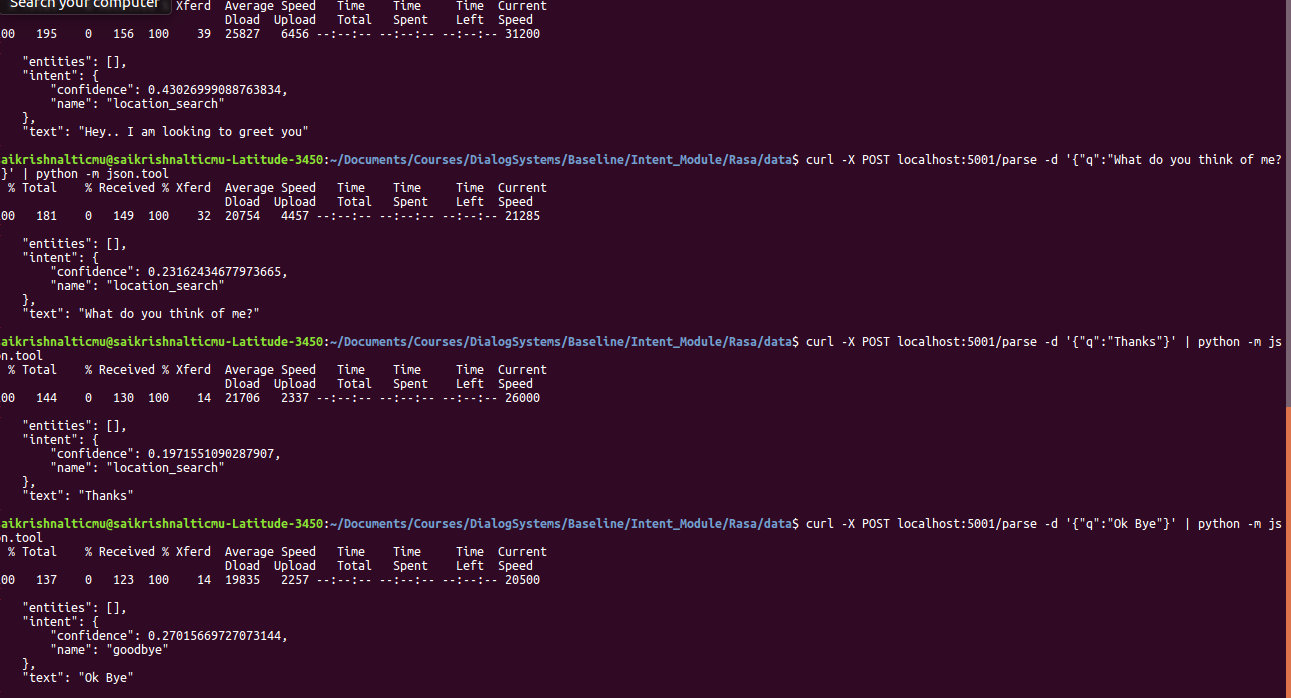 Search your computer Xferd Average Speed Time Time Time Current
Dload Upload Total Spent Left Speed
00 195 0 156 100 39 25827 6456 --:--:-- --:--:-- --:--:-- 31200
"entities": [],
"intent": {
"confidence": 0.43026999088763834,
"name": "location_search"
},
"text": "Hey.. I am looking to greet you"
aikrishnalticmu@saikrishnalticmu-Latitude-3450:~/Documents/Courses/DialogSystems/Baseline/Intent_Module/Rasa/data$ curl -X POST localhost:5001/parse -d '{"q":"What do you think of me?
}' | python -m json.tool
% Total % Received % Xferd Average Speed Time Time Time Current
Dload Upload Total Spent Left Speed
00 181 0 149 100 32 20754 4457 --:--:-- --:--:-- --:--:-- 21285
"entities": [],
"intent": {
"confidence": 0.23162434677973665,
"name": "location_search"
},
"text": "What do you think of me?"
aikrishnalticmu@saikrishnalticmu-Latitude-3450:~/Documents/Courses/DialogSystems/Baseline/Intent_Module/Rasa/data$ curl -X POST localhost:5001/parse -d '{"q":"Thanks"}' | python -m js
n.tool
% Total % Received % Xferd Average Speed Time Time Time Current
Dload Upload Total Spent Left Speed
00 144 0 130 100 14 21706 2337 --:--:-- --:--:-- --:--:-- 26000
"entities": [],
"intent": {
"confidence": 0.1971551090287907,
"name": "location_search"
},
"text": "Thanks"
aikrishnalticmu@saikrishnalticmu-Latitude-3450:~/Documents/Courses/DialogSystems/Baseline/Intent_Module/Rasa/data$ curl -X POST localhost:5001/parse -d '{"q":"Ok Bye"}' | python -m js
n.tool
% Total % Received % Xferd Average Speed Time Time Time Current
Dload Upload Total Spent Left Speed
00 137 0 123 100 14 19835 2257 --:--:-- --:--:-- --:--:-- 20500
"entities": [],
"intent": {
"confidence": 0.27015669727073144,
"name": "goodbye"
},
"text": "Ok Bye"